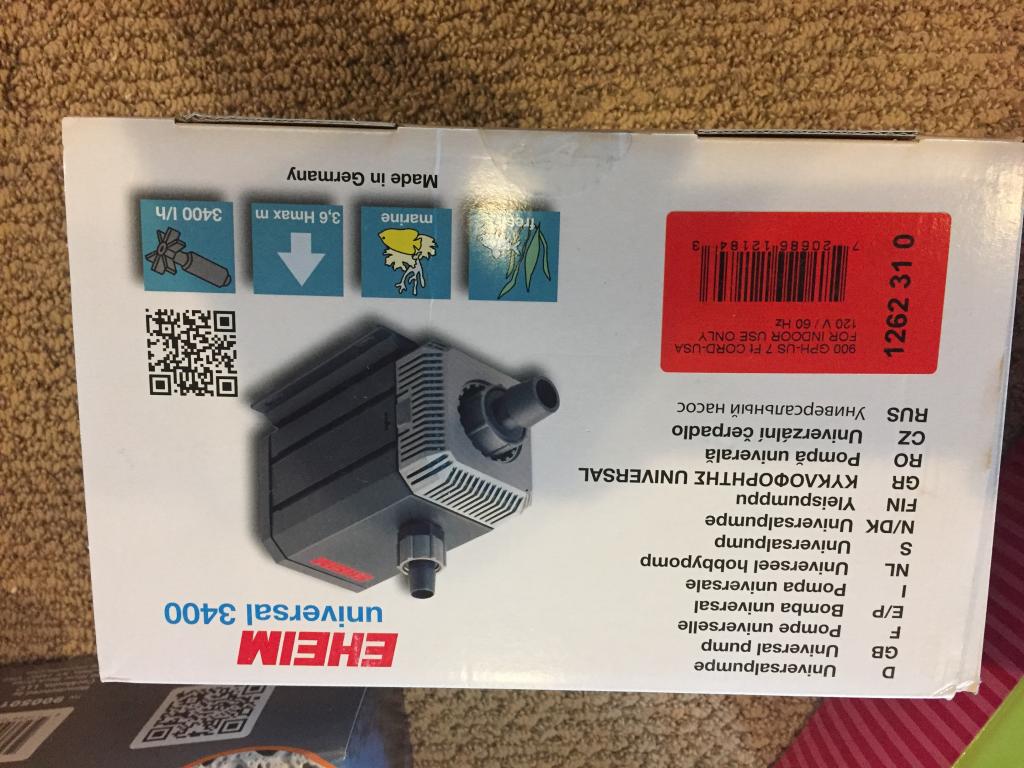 EHEIM
universal 3400
EHEIM
fresh
marine
3,6 Hmax m
3400 l/h
Made in Germany
D Universalpumpe
GB Universal pump
F Pompe universelle
E/P Bomba universal
I Pompa universale
NL Universeel hobbypomp
S Universalpump
N/DK Universalpumpe
FIN Yleispumppu
GR ΚΥΚΛΟΦΟΡΗΤΗΣ UNIVERSAL
RO Pompă universală
CZ Univerzální čerpadlo
RUS Универсальный насос
1262 31 0
900 GPH-US 7 Ft CORD-USA
FOR INDOOR USE ONLY
120 V / 60 Hz
7 20686 12184 3